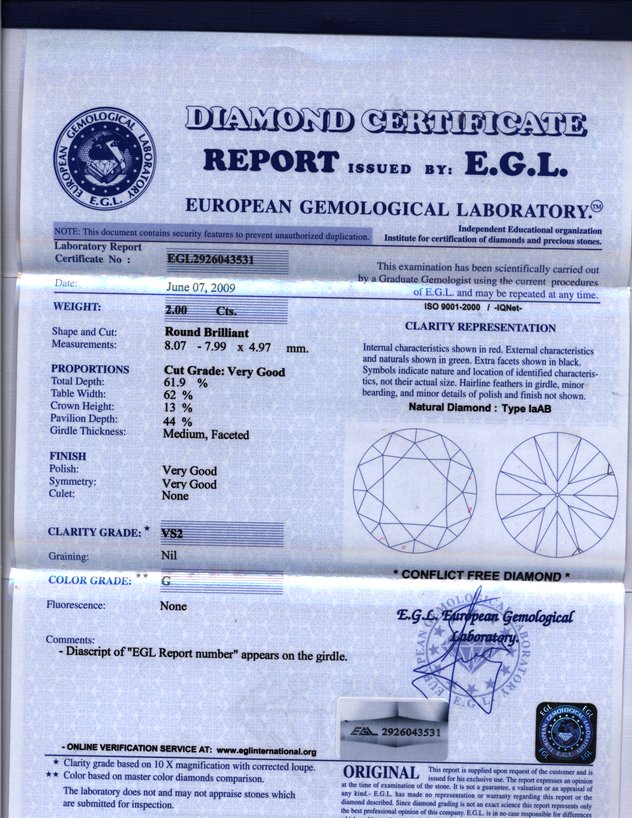 EUROPEAN GEMOLOGICAL LABORATORY
E.G.L.
DIAMOND CERTIFICATE
REPORT ISSUED BY: E.G.L.
EUROPEAN GEMOLOGICAL LABORATORY.™
NOTE: This document contains security features to prevent unauthorized duplication.
Independent Educational organization
Institute for certification of diamonds and precious stones.
Laboratory Report
Certificate No : EGL2926043531
Date: June 07, 2009
This examination has been scientifically carried out
by a Graduate Gemologist using the current procedures
of E.G.L. and may be repeated at any time.
ISO 9001-2000 / -IQNet-
WEIGHT: 2.00 Cts.
Shape and Cut: Round Brilliant
Measurements: 8.07 - 7.99 x 4.97 mm.
PROPORTIONS Cut Grade: Very Good
Total Depth: 61.9 %
Table Width: 62 %
Crown Height: 13 %
Pavilion Depth: 44 %
Girdle Thickness: Medium, Faceted
FINISH
Polish: Very Good
Symmetry: Very Good
Culet: None
CLARITY GRADE: * VS2
Graining: Nil
COLOR GRADE: ** G
Fluorescence: None
Comments:
- Diascript of "EGL Report number" appears on the girdle.
CLARITY REPRESENTATION
Internal characteristics shown in red. External characteristics
and naturals shown in green. Extra facets shown in black.
Symbols indicate nature and location of identified characteris-
tics, not their actual size. Hairline feathers in girdle, minor
bearding, and minor details of polish and finish not shown.
Natural Diamond : Type IaAB
* CONFLICT FREE DIAMOND *
E.G.L. European Gemological
Laboratory.
EUROPEAN GEMOLOGICAL LABORATORY
E.G.L.
EGL 2926043531
EGL EGL
EUROPEAN GEMOLOGICAL LABORATORY
EGL EGL
- ONLINE VERIFICATION SERVICE AT: www.eglinternational.org
* Clarity grade based on 10 X magnification with corrected loupe.
** Color based on master color diamonds comparison.
The laboratory does not and may not appraise stones which
are submitted for inspection.
ORIGINAL This report is supplied upon request of the customer and is
issued for his exclusive use. The report expresses an opinion
at the time of examination of the stone. It is not a guarantee, a valuation or an appraisal of
any kind.- E.G.L. has made no representation or warranty regarding this report or the
diamond described. Since diamond grading is not an exact science this report represents only
the best professional opinion of this company. E.G.L. is in no case responsible for differences